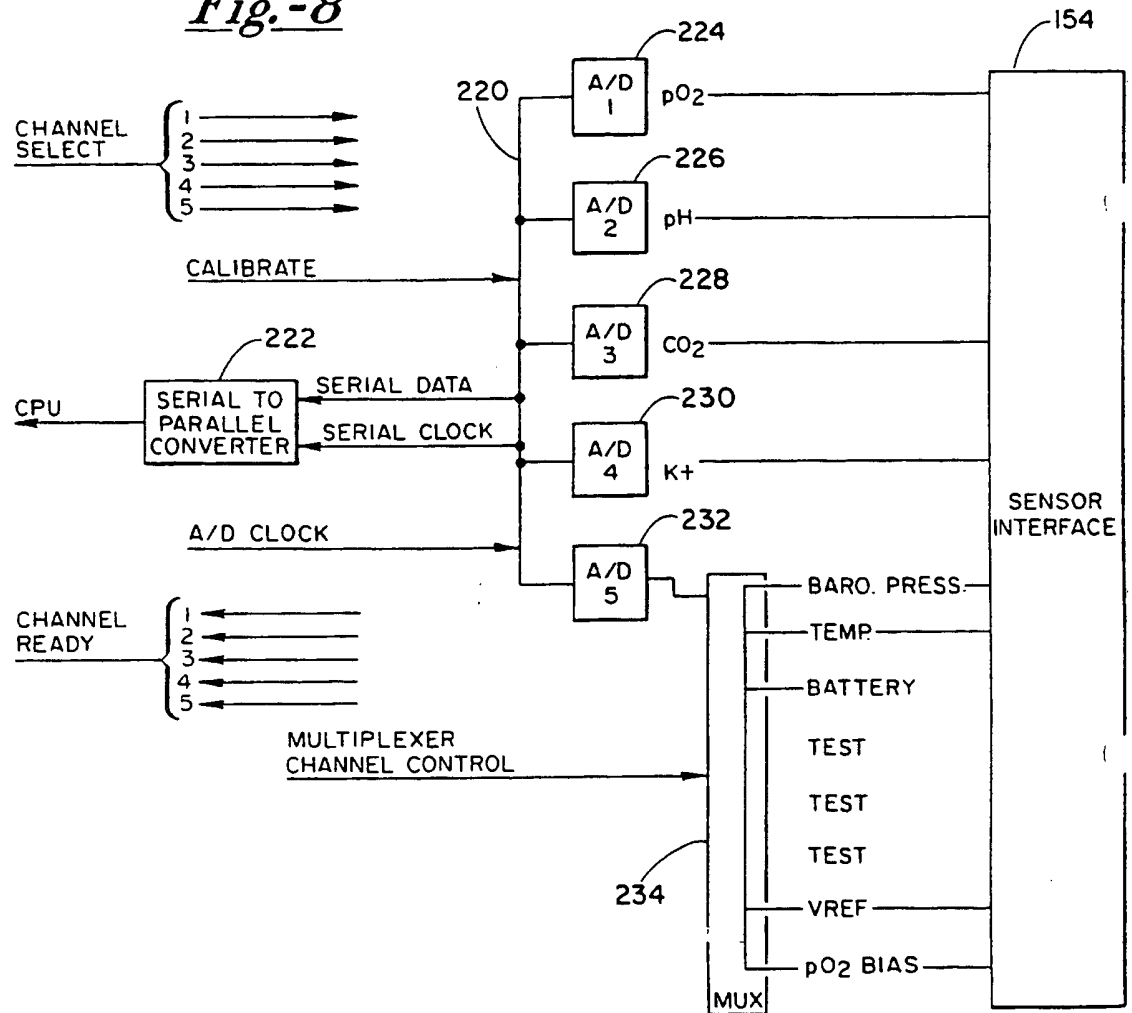 Fig.-8
154
224
220
A/D
1
pO2
CHANNEL
SELECT
1
2
3
4
5
226
A/D
2
pH
CALIBRATE
228
A/D
3
CO2
222
SERIAL TO
PARALLEL
CONVERTER
CPU
SERIAL DATA
SERIAL CLOCK
230
A/D
4
K+
SENSOR
INTERFACE
A/D CLOCK
232
A/D
5
CHANNEL
READY
1
2
3
4
5
BARO. PRESS.
TEMP.
BATTERY
TEST
TEST
TEST
VREF
pO2 BIAS
MULTIPLEXER
CHANNEL CONTROL
234
MUX